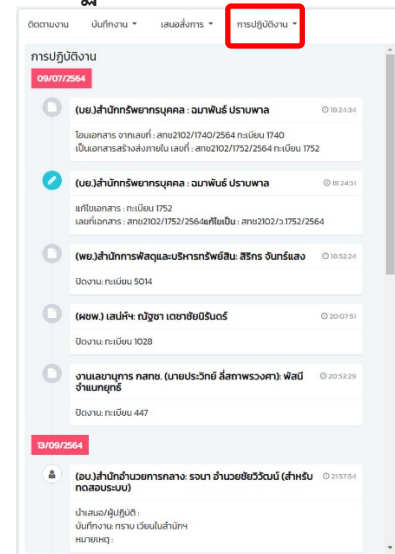 ติดตามงาน บันทึกงาน เสนอสั่งการ การปฏิบัติงาน
การปฏิบัติงาน
09/07/2564
(บย.)สำนักทรัพยากรบุคคล : ฉมาพันธ์ ปราบพาล 18:24:34
โอนเอกสาร จากเลขที่ : สทช2102/1740/2564 ทะเบียน 1740
เป็นเอกสารสร้างส่งภายใน เลขที่ : สทช2102/1752/2564 ทะเบียน 1752
(บย.)สำนักทรัพยากรบุคคล : ฉมาพันธ์ ปราบพาล 18:24:51
แก้ไขเอกสาร : ทะเบียน 1752
เลขที่เอกสาร : สทช2102/1752/2564แก้ไขเป็น : สทช2102/ว.1752/2564
(พย.)สำนักการพัสดุและบริหารทรัพย์สิน: สิริกร จันทร์แสง 18:52:24
ปิดงาน: ทะเบียน 5014
(ผชพ.) เสน่ห์ฯ: ณัฐชา เตชาชัยนิรันดร์ 20:07:51
ปิดงาน: ทะเบียน 1028
งานเลขานุการ กสทช. (นายประวิทย์ ลี่สถาพรวงศา): พัสนี 20:53:29
จำแนกยุทธ์
ปิดงาน: ทะเบียน 447
13/09/2564
(อบ.)สำนักอำนวยการกลาง: รจนา อำนวยชัยวิวัฒน์ (สำหรับ 21:57:54
ทดสอบระบบ)
นำเสนอ/ผู้ปฏิบัติ :
บันทึกงาน: ทราบ เวียนในสำนักฯ
หมายเหตุ :